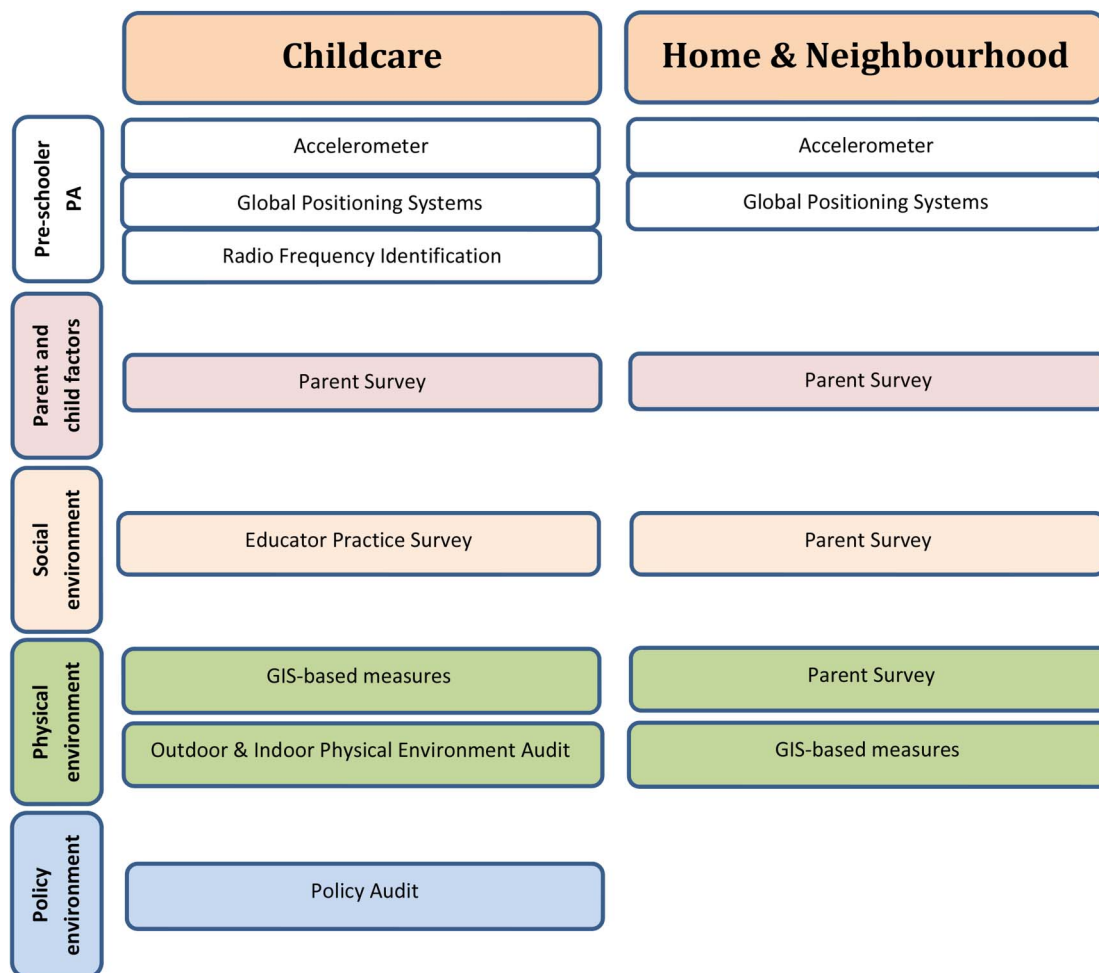 Childcare
Home & Neighbourhood
Pre-schooler
PA
Accelerometer
Accelerometer
Global Positioning Systems
Global Positioning Systems
Radio Frequency Identification
Parent and
child factors
Parent Survey
Parent Survey
Social
environment
Educator Practice Survey
Parent Survey
Physical
environment
GIS-based measures
Parent Survey
Outdoor & Indoor Physical Environment Audit
GIS-based measures
Policy
environment
Policy Audit